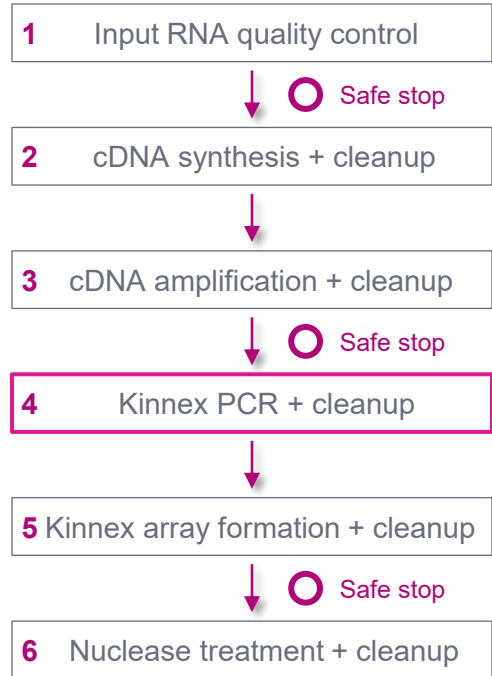 1 Input RNA quality control
Safe stop
2 cDNA synthesis + cleanup
3 cDNA amplification + cleanup
Safe stop
4 Kinnex PCR + cleanup
5 Kinnex array formation + cleanup
Safe stop
6 Nuclease treatment + cleanup